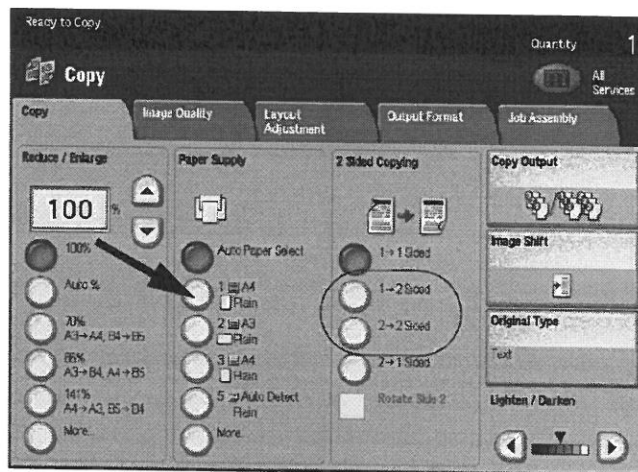 Ready to Copy
Quantity 1
Copy
All
Services
Copy
Image Quality
Layout
Adjustment
Output Format
Job Assembly
Reduce / Enlarge
100 %
100%
Auto %
70%
A3→A4, B4→B5
86%
A3→B4, A4→B5
141%
A4→A3, B5→B4
More...
Paper Supply
Auto Paper Select
1 A4
Plain
2 A3
Plain
3 A4
Plain
5 Auto Detect
Plain
More...
2 Sided Copying
1→1 Sided
1→2 Sided
2→2 Sided
2→1 Sided
Rotate Side 2
Copy Output
Image Shift
Original Type
Text
Lighten / Darken